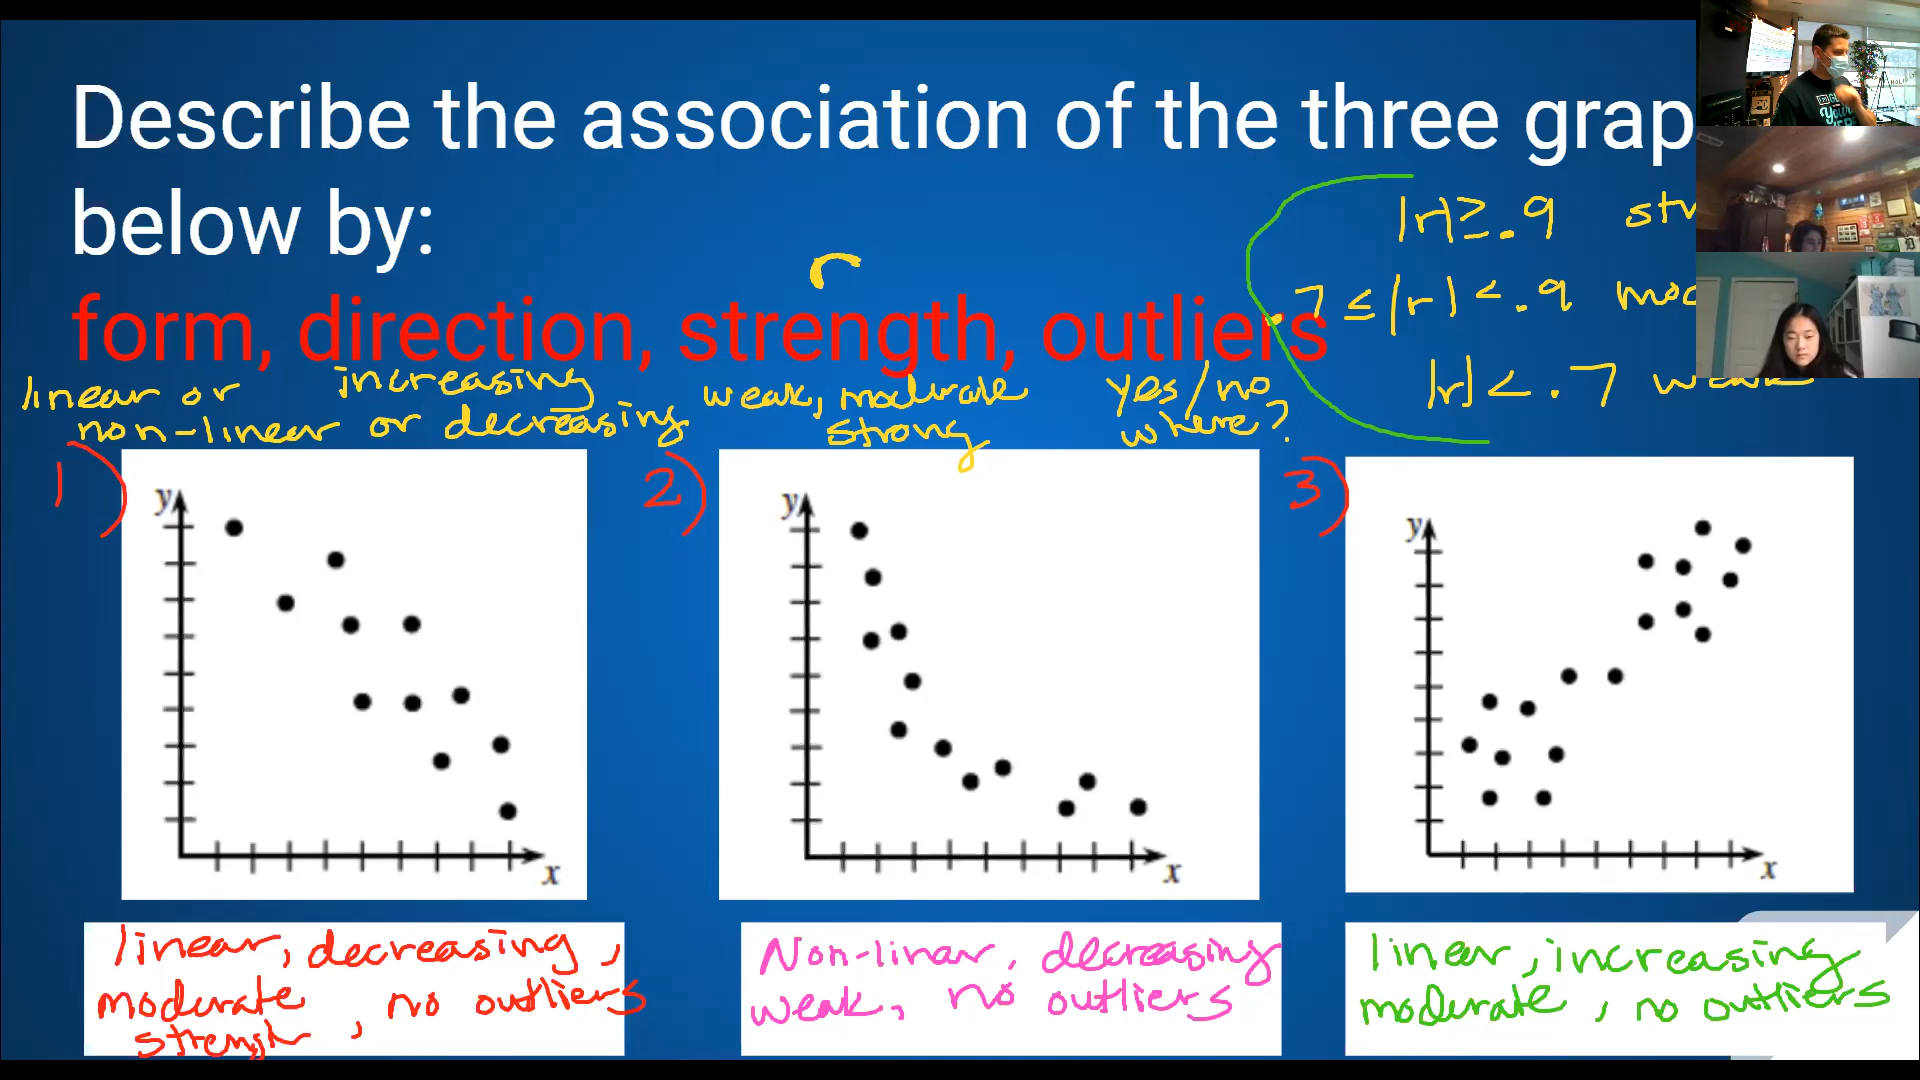 Describe the association of the three grap
below by:
form, direction, strength, outliers
r
|r| ≥ .9 str
.7 ≤ |r| < .9 mod
|r| < .7 weak
linear or
non-linear
increasing
or decreasing
weak, moderate
strong
yes/no
where?
1)
y
x
2)
y
x
3)
y
x
linear, decreasing,
moderate , no outliers
strength
Non-linear, decreasing
weak, no outliers
linear, increasing
moderate, no outliers